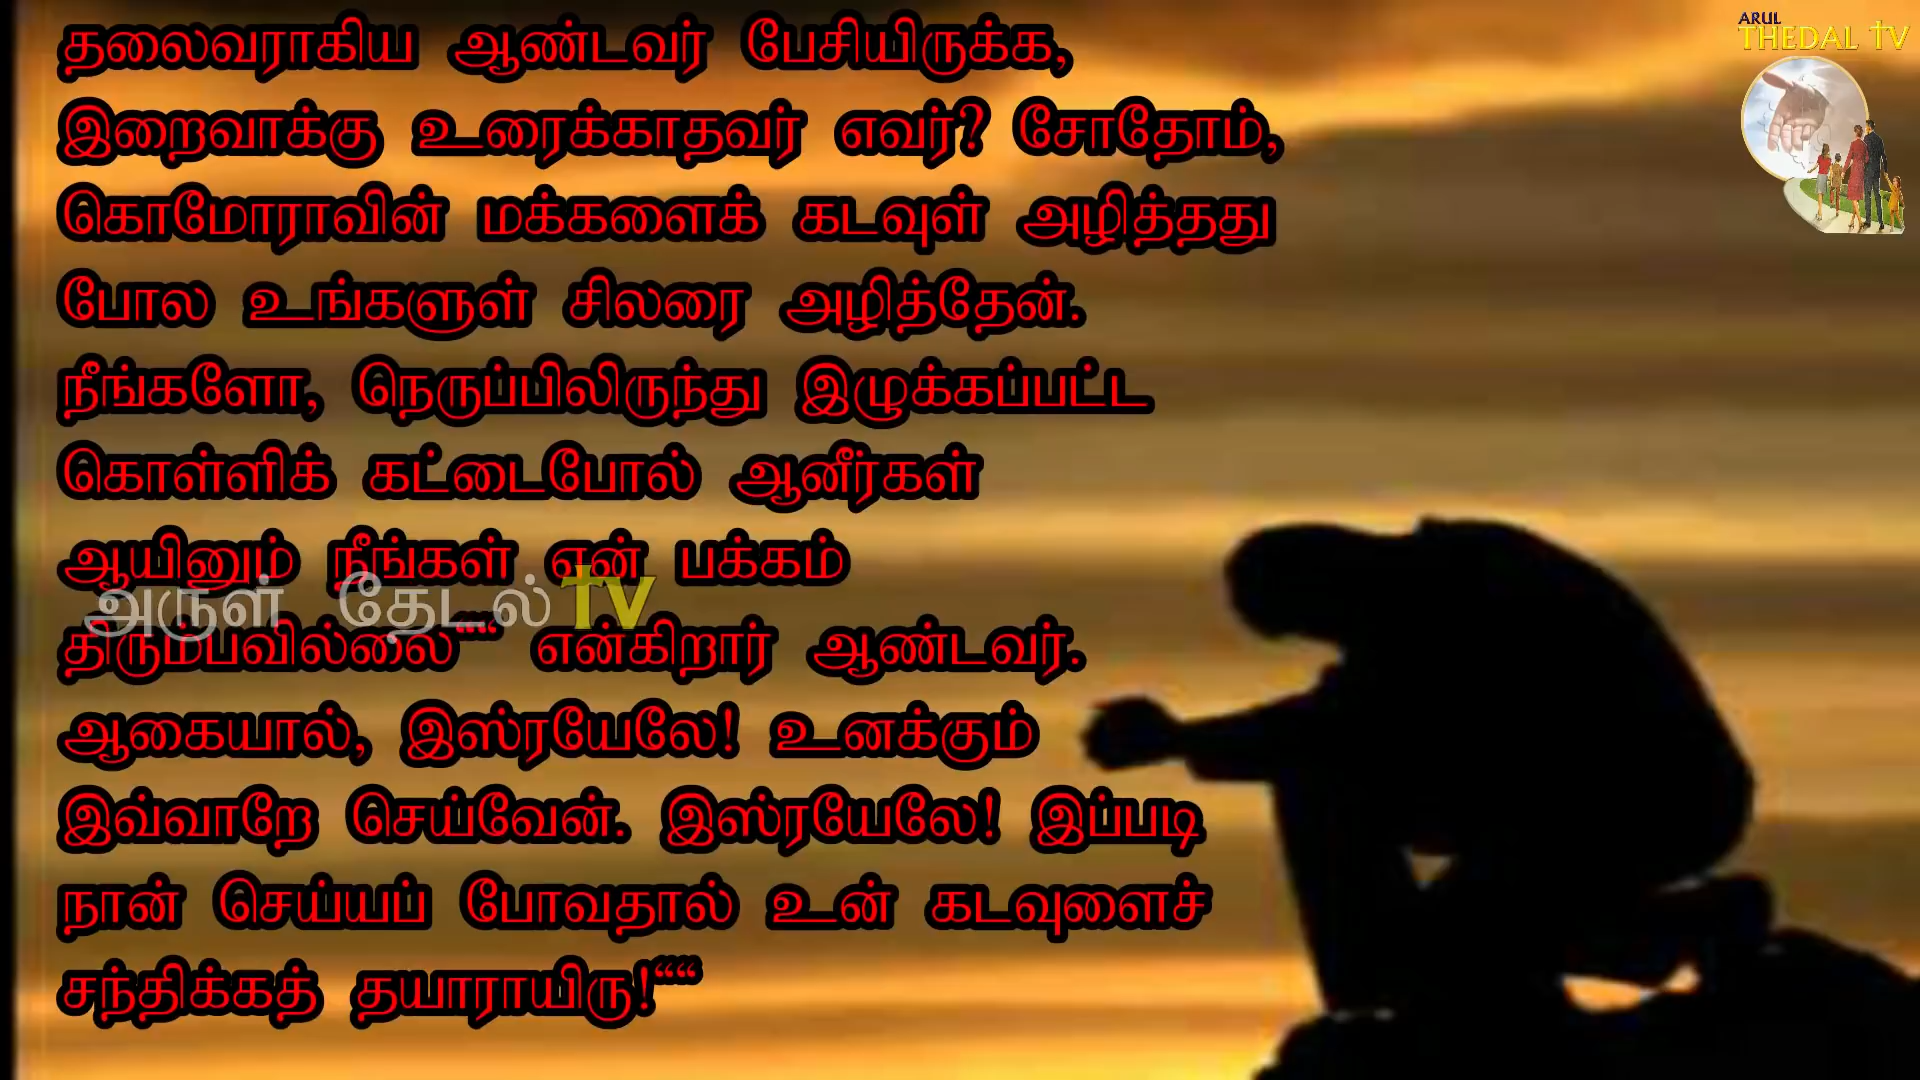 தலைவராகிய ஆண்டவர் பேசியிருக்க,
இறைவாக்கு உரைக்காதவர் எவர்? சோதோம்,
கொமோராவின் மக்களைக் கடவுள் அழித்தது
போல உங்களுள் சிலரை அழித்தேன்.
நீங்களோ, நெருப்பிலிருந்து இழுக்கப்பட்ட
கொள்ளிக் கட்டைபோல் ஆனீர்கள்
ஆயினும் நீங்கள் என் பக்கம்
திரும்பவில்லை““ என்கிறார் ஆண்டவர்.
ஆகையால், இஸ்ரயேலே! உனக்கும்
இவ்வாறே செய்வேன். இஸ்ரயேலே! இப்படி
நான் செய்யப் போவதால் உன் கடவுளைச்
சந்திக்கத் தயாராயிரு!““
அருள் தேடல் TV
ARUL
THEDAL TV